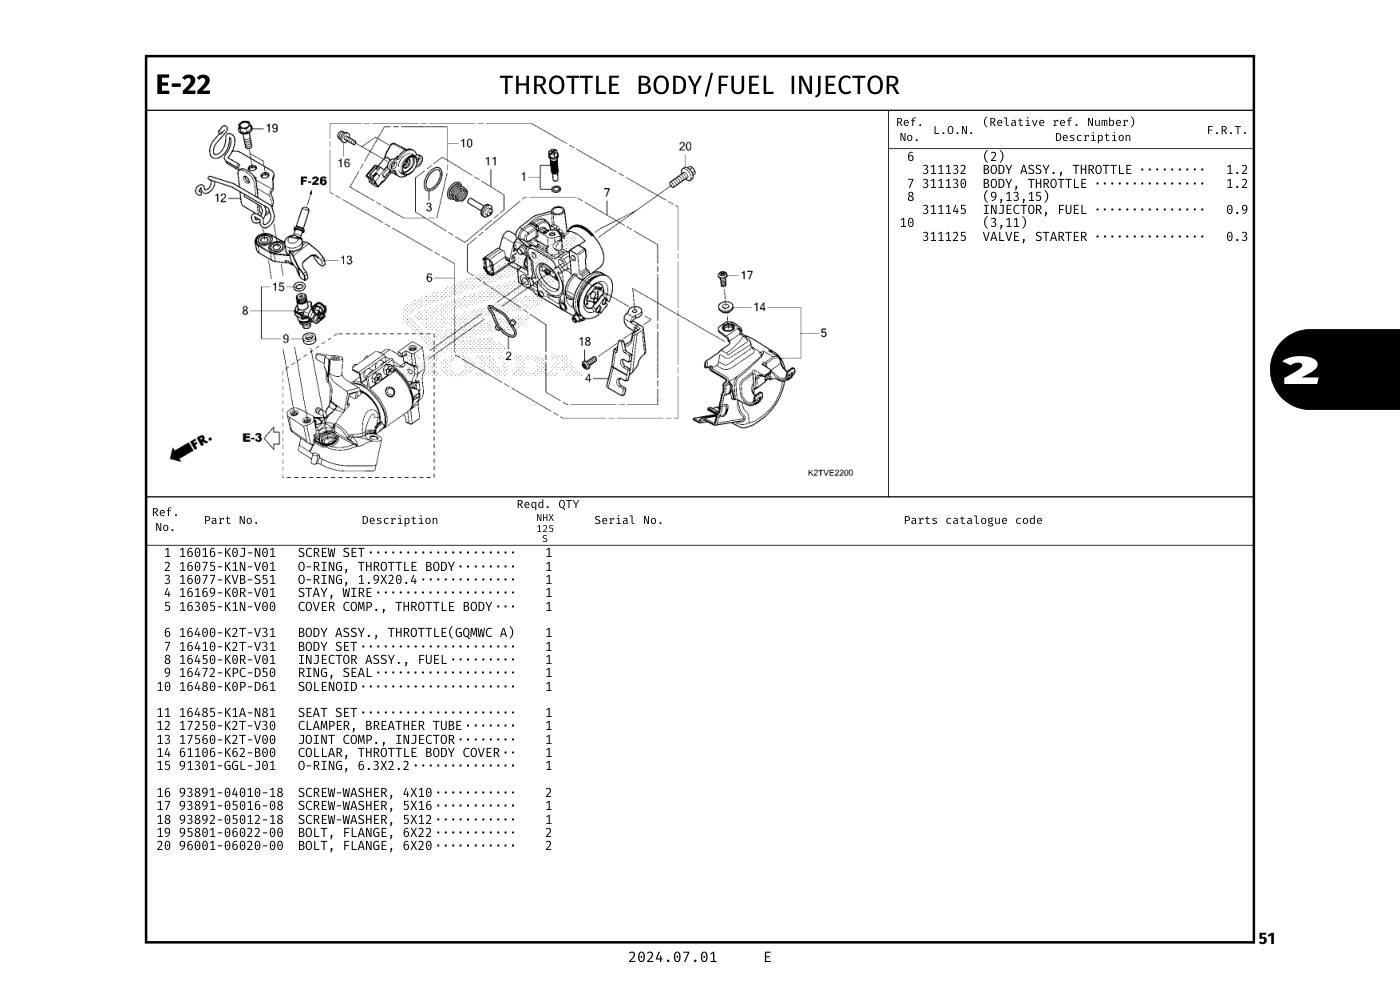 E-22
THROTTLE BODY/FUEL INJECTOR
19
10
16
11
20
F-26
1
7
12
3
13
6
17
15
14
8
5
9
18
2
4
E-3
FR.
K2TVE2200
Ref. No. L.O.N. (Relative ref. Number) Description F.R.T.
6 (2)
311132 BODY ASSY., THROTTLE ········· 1.2
7 311130 BODY, THROTTLE ··············· 1.2
8 (9,13,15)
311145 INJECTOR, FUEL ··············· 0.9
10 (3,11)
311125 VALVE, STARTER ··············· 0.3
2
Ref. No. Part No. Description Reqd. QTY NHX 125 S Serial No. Parts catalogue code
1 16016-K0J-N01 SCREW SET···················· 1
2 16075-K1N-V01 O-RING, THROTTLE BODY········ 1
3 16077-KVB-S51 O-RING, 1.9X20.4············· 1
4 16169-K0R-V01 STAY, WIRE··················· 1
5 16305-K1N-V00 COVER COMP., THROTTLE BODY··· 1
6 16400-K2T-V31 BODY ASSY., THROTTLE(GQMWC A) 1
7 16410-K2T-V31 BODY SET····················· 1
8 16450-K0R-V01 INJECTOR ASSY., FUEL········· 1
9 16472-KPC-D50 RING, SEAL··················· 1
10 16480-K0P-D61 SOLENOID····················· 1
11 16485-K1A-N81 SEAT SET····················· 1
12 17250-K2T-V30 CLAMPER, BREATHER TUBE······· 1
13 17560-K2T-V00 JOINT COMP., INJECTOR········ 1
14 61106-K62-B00 COLLAR, THROTTLE BODY COVER·· 1
15 91301-GGL-J01 O-RING, 6.3X2.2·············· 1
16 93891-04010-18 SCREW-WASHER, 4X10··········· 2
17 93891-05016-08 SCREW-WASHER, 5X16··········· 1
18 93892-05012-18 SCREW-WASHER, 5X12··········· 1
19 95801-06022-00 BOLT, FLANGE, 6X22··········· 2
20 96001-06020-00 BOLT, FLANGE, 6X20··········· 2
51
2024.07.01 E